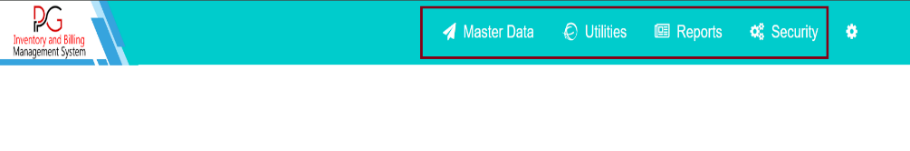 PG
Inventory and Billing
Management System
Master Data Utilities Reports Security